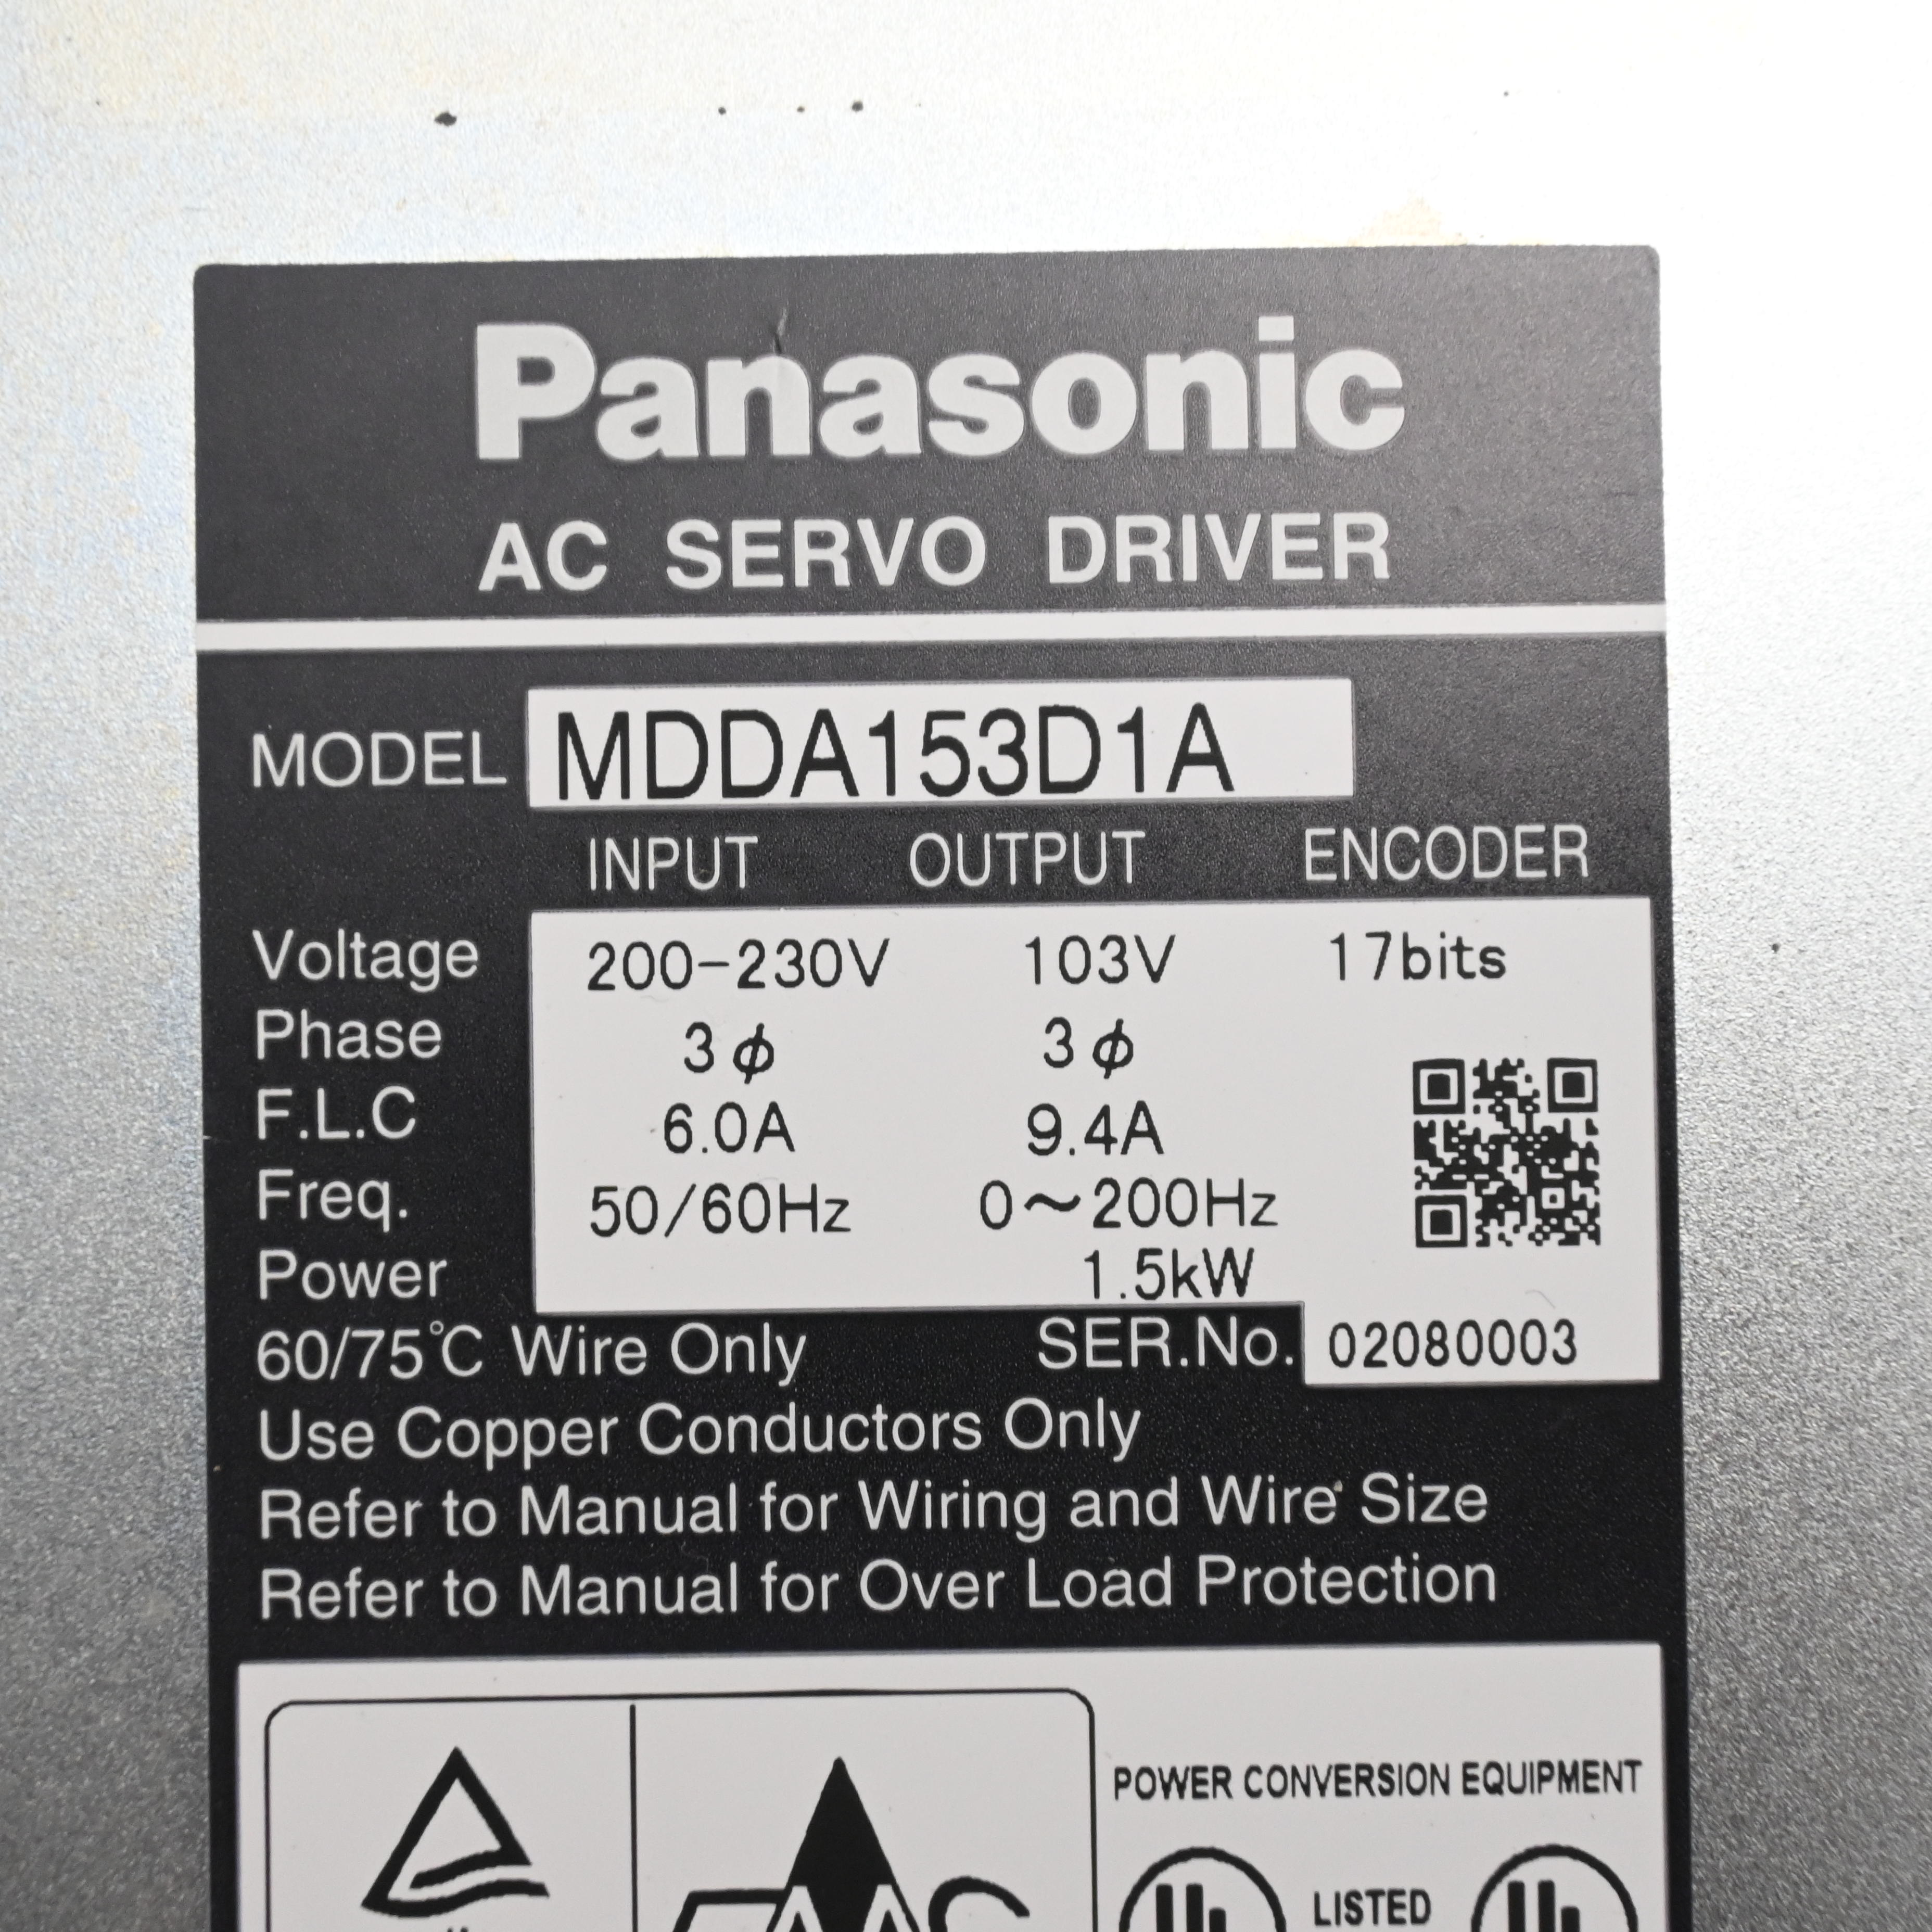 Panasonic
AC SERVO DRIVER
MODEL MDDA153D1A
INPUT OUTPUT ENCODER
Voltage 200-230V 103V 17bits
Phase 3ϕ 3ϕ
F.L.C 6.0A 9.4A
Freq. 50/60Hz 0~200Hz
Power 1.5kW
60/75°C Wire Only SER.No. 02080003
Use Copper Conductors Only
Refer to Manual for Wiring and Wire Size
Refer to Manual for Over Load Protection
POWER CONVERSION EQUIPMENT
LISTED